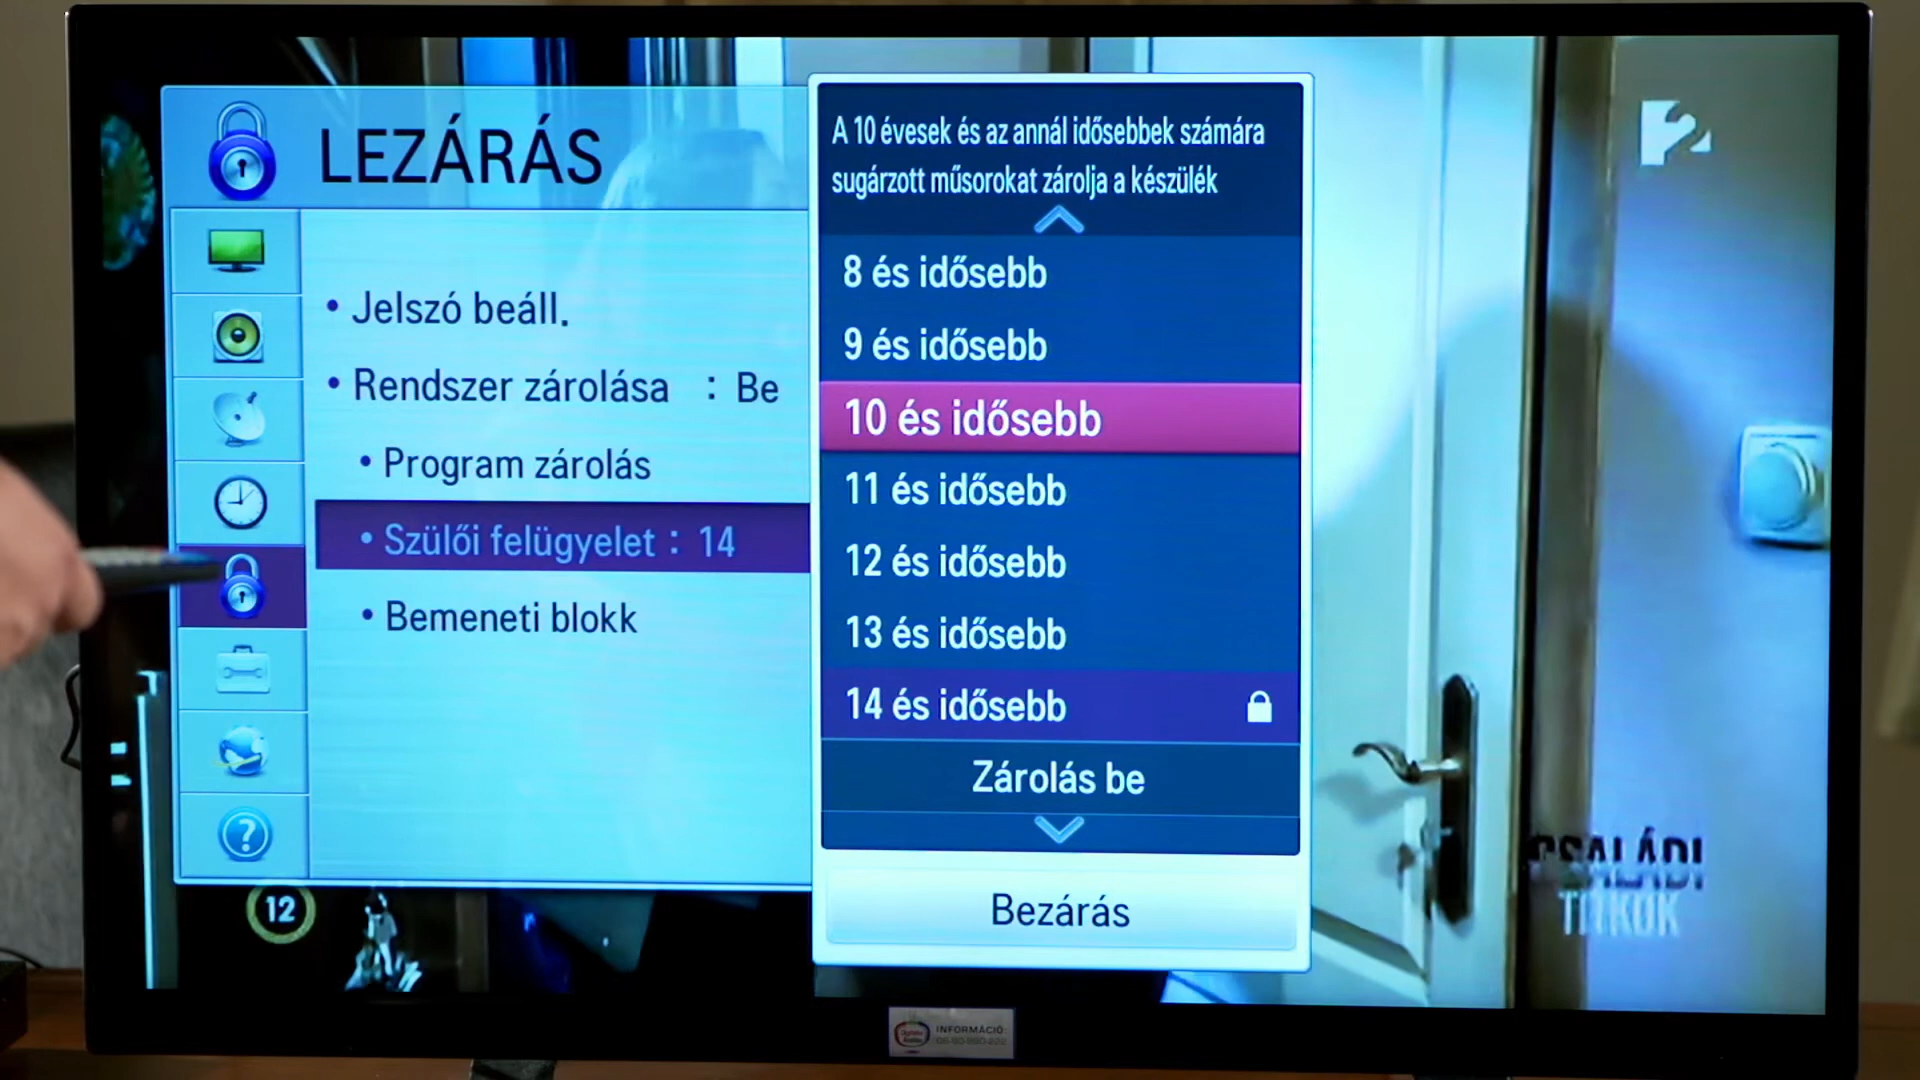 LEZÁRÁS
• Jelszó beáll.
• Rendszer zárolása : Be
• Program zárolás
• Szülői felügyelet : 14
• Bemeneti blokk
A 10 évesek és az annál idősebbek számára
sugárzott műsorokat zárolja a készülék
8 és idősebb
9 és idősebb
10 és idősebb
11 és idősebb
12 és idősebb
13 és idősebb
14 és idősebb
Zárolás be
Bezárás
2
12
CSALÁDI
TITKOK
INFORMÁCIÓ: